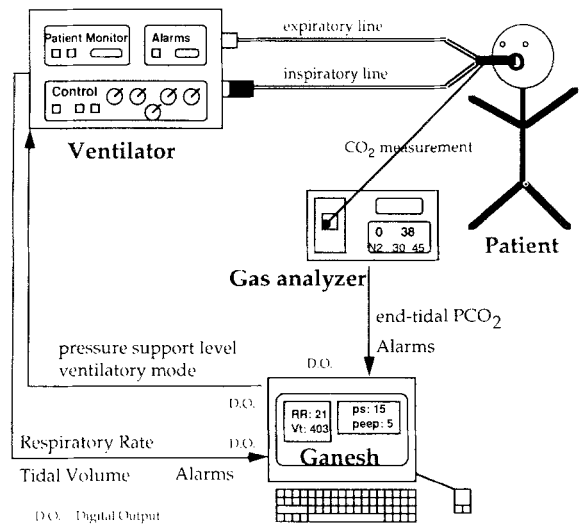 Patient Monitor
Alarms
Control
Ventilator
expiratory line
inspiratory line
CO2 measurement
Patient
0 38
N2 30 45
Gas analyzer
end-tidal PCO2
Alarms
D.O.
pressure support level
ventilatory mode
D.O.
RR: 21
Vt: 403
ps: 15
peep: 5
Ganesh
Respiratory Rate
D.O.
Tidal Volume
Alarms
D.O. Digital Output